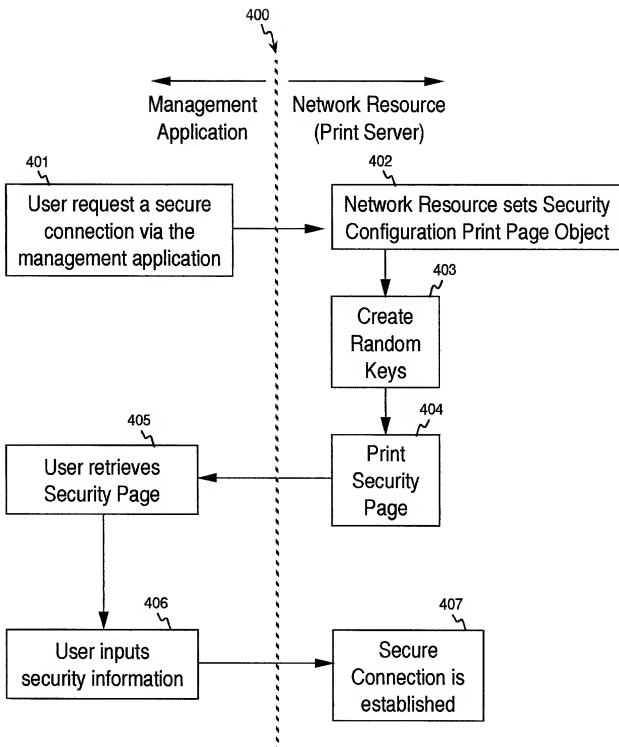 400
Management
Application
Network Resource
(Print Server)
401
User request a secure
connection via the
management application
402
Network Resource sets Security
Configuration Print Page Object
403
Create
Random
Keys
404
Print
Security
Page
405
User retrieves
Security Page
406
User inputs
security information
407
Secure
Connection is
established